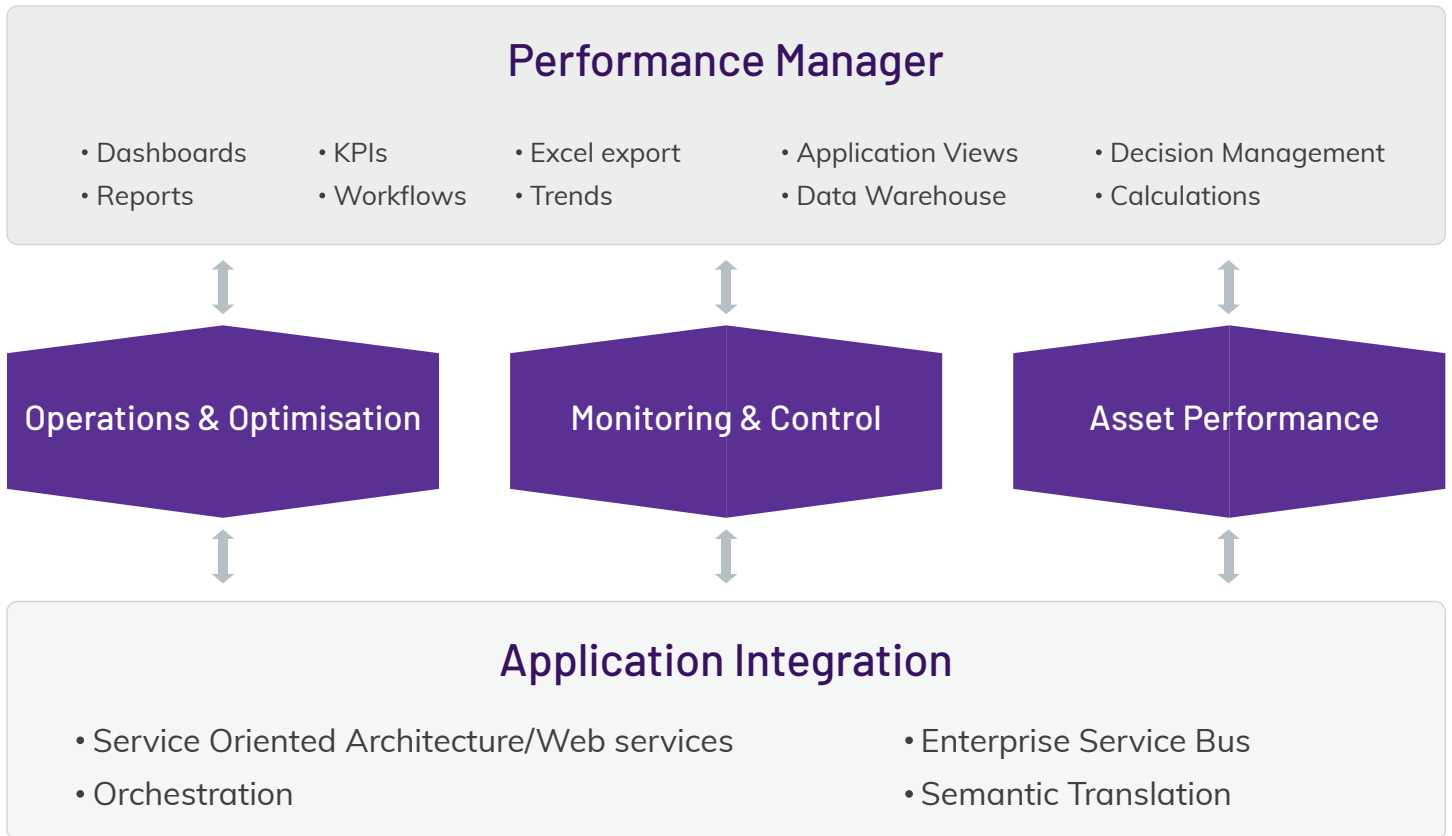 Performance Manager
• Dashboards • KPIs • Excel export • Application Views • Decision Management
• Reports • Workflows • Trends • Data Warehouse • Calculations
Operations & Optimisation
Monitoring & Control
Asset Performance
Application Integration
• Service Oriented Architecture/Web services • Enterprise Service Bus
• Orchestration • Semantic Translation